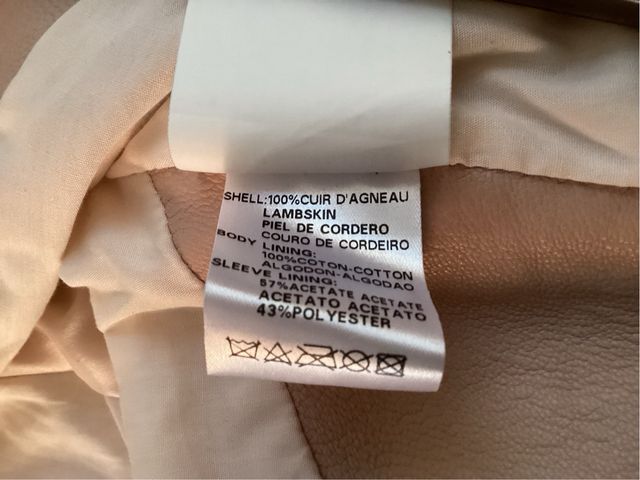 SHELL:100%CUIR D'AGNEAU
LAMBSKIN
PIEL DE CORDERO
COURO DE CORDEIRO
BODY LINING:
100%COTON-COTTON
ALGODON-ALGODAO
SLEEVE LINING:
57%ACETATE ACETATE
ACETATO ACETATO
43%POLYESTER